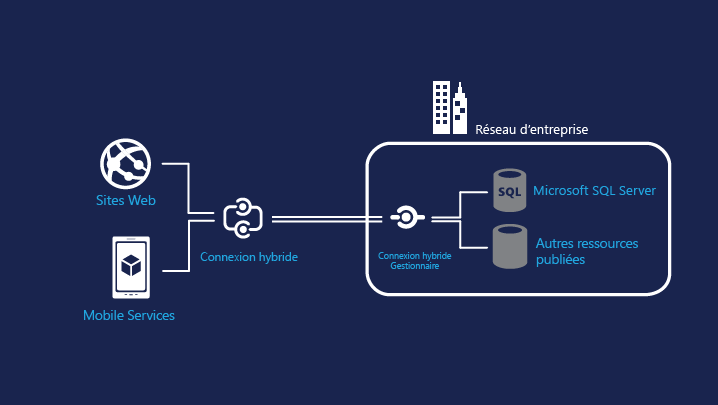 Réseau d'entreprise
Sites Web
SQL
Microsoft SQL Server
Connexion hybride
Connexion hybride
Gestionnaire
Autres ressources
publiées
Mobile Services